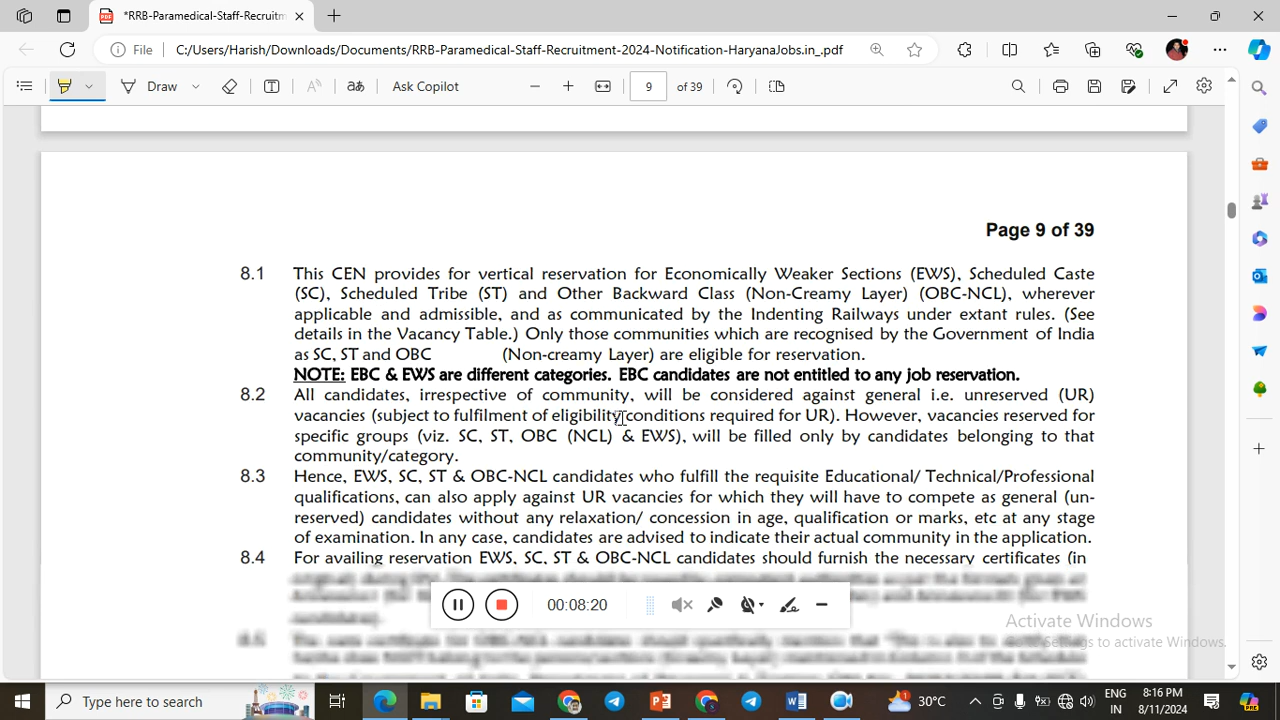 *RRB-Paramedical-Staff-Recruitm
File
C:/Users/Harish/Downloads/Documents/RRB-Paramedical-Staff-Recruitment-2024-Notification-HaryanaJobs.in_.pdf
Draw
aあ
Ask Copilot
9 of 39
Page 9 of 39
8.1 This CEN provides for vertical reservation for Economically Weaker Sections (EWS), Scheduled Caste
(SC), Scheduled Tribe (ST) and Other Backward Class (Non-Creamy Layer) (OBC-NCL), wherever
applicable and admissible, and as communicated by the Indenting Railways under extant rules. (See
details in the Vacancy Table.) Only those communities which are recognised by the Government of India
as SC, ST and OBC (Non-creamy Layer) are eligible for reservation.
NOTE: EBC & EWS are different categories. EBC candidates are not entitled to any job reservation.
8.2 All candidates, irrespective of community, will be considered against general i.e. unreserved (UR)
vacancies (subject to fulfilment of eligibility conditions required for UR). However, vacancies reserved for
specific groups (viz. SC, ST, OBC (NCL) & EWS), will be filled only by candidates belonging to that
community/category.
8.3 Hence, EWS, SC, ST & OBC-NCL candidates who fulfill the requisite Educational/ Technical/Professional
qualifications, can also apply against UR vacancies for which they will have to compete as general (un-
reserved) candidates without any relaxation/ concession in age, qualification or marks, etc at any stage
of examination. In any case, candidates are advised to indicate their actual community in the application.
8.4 For availing reservation EWS, SC, ST & OBC-NCL candidates should furnish the necessary certificates (in
00:08:20
Activate Windows
Go to Settings to activate Windows.
Type here to search
30°C
ENG
IN
8:16 PM
8/11/2024